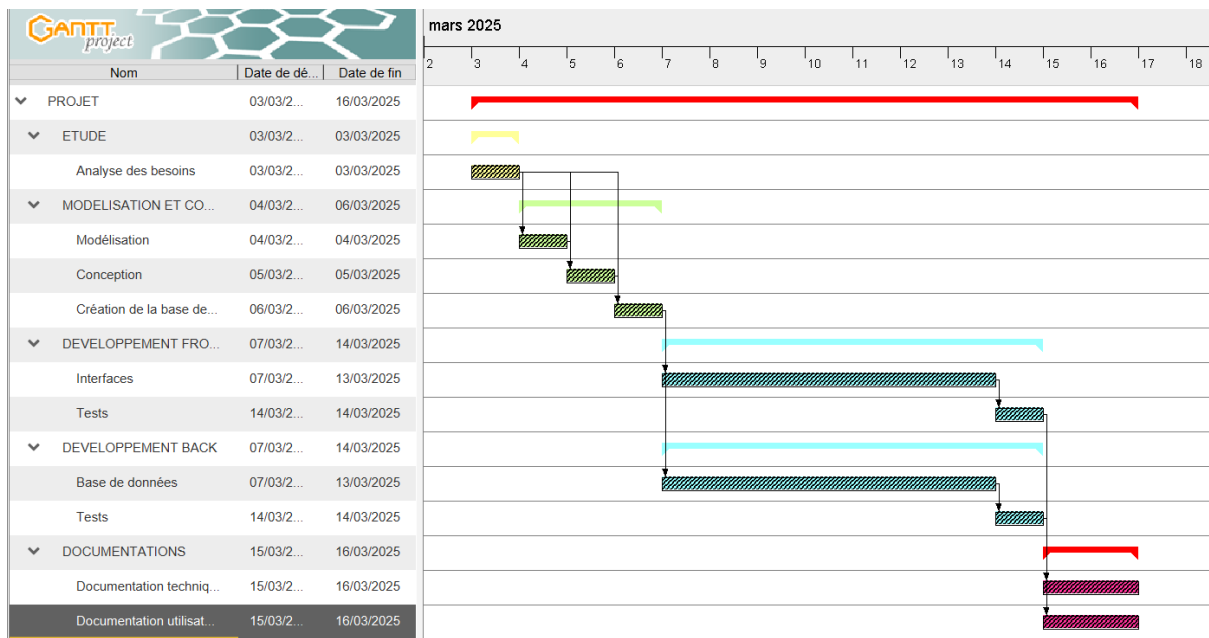 GANTT
project
mars 2025
2 3 4 5 6 7 8 9 10 11 12 13 14 15 16 17 18
Nom Date de dé... Date de fin
PROJET 03/03/2... 16/03/2025
ETUDE 03/03/2... 03/03/2025
Analyse des besoins 03/03/2... 03/03/2025
MODELISATION ET CO... 04/03/2... 06/03/2025
Modélisation 04/03/2... 04/03/2025
Conception 05/03/2... 05/03/2025
Création de la base de... 06/03/2... 06/03/2025
DEVELOPPEMENT FRO... 07/03/2... 14/03/2025
Interfaces 07/03/2... 13/03/2025
Tests 14/03/2... 14/03/2025
DEVELOPPEMENT BACK 07/03/2... 14/03/2025
Base de données 07/03/2... 13/03/2025
Tests 14/03/2... 14/03/2025
DOCUMENTATIONS 15/03/2... 16/03/2025
Documentation techniq... 15/03/2... 16/03/2025
Documentation utilisat... 15/03/2... 16/03/2025